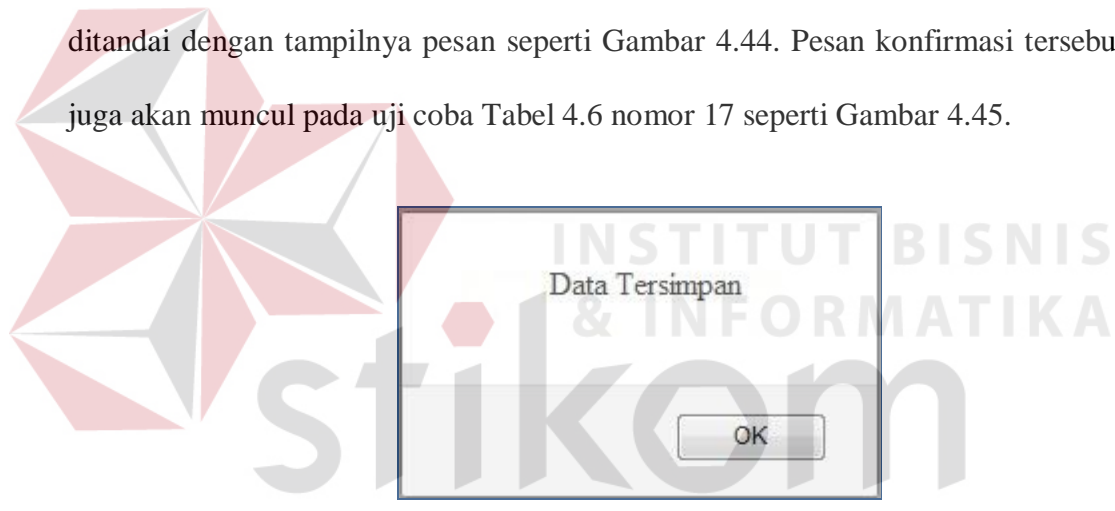 ditandai dengan tampilnya pesan seperti Gambar 4.44. Pesan konfirmasi tersebu
juga akan muncul pada uji coba Tabel 4.6 nomor 17 seperti Gambar 4.45.
INSTITUT BISNIS
Data Tersimpan
& INFORMATIKA
stikom
OK